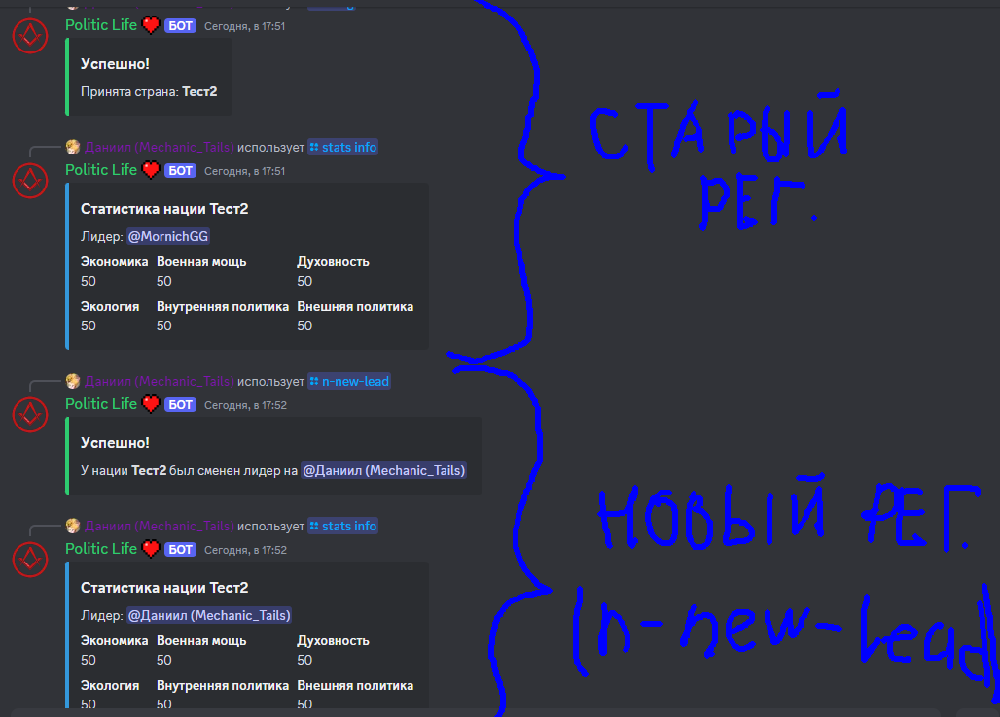 Politic Life БОТ Сегодня, в 17:51
Успешно!
Принята страна: Тест2
Даниил (Mechanic_Tails) использует stats info
Politic Life БОТ Сегодня, в 17:51
Статистика нации Тест2
Лидер: @MornichGG
Экономика Военная мощь Духовность
50 50 50
Экология Внутренняя политика Внешняя политика
50 50 50
СТАРЫЙ
РЕГ.
Даниил (Mechanic_Tails) использует n-new-lead
Politic Life БОТ Сегодня, в 17:52
Успешно!
У нации Тест2 был сменен лидер на @Даниил (Mechanic_Tails)
Даниил (Mechanic_Tails) использует stats info
Politic Life БОТ Сегодня, в 17:52
Статистика нации Тест2
Лидер: @Даниил (Mechanic_Tails)
Экономика Военная мощь Духовность
50 50 50
Экология Внутренняя политика Внешняя политика
50 50 50
НОВЫЙ РЕГ.
(n-new-lead)